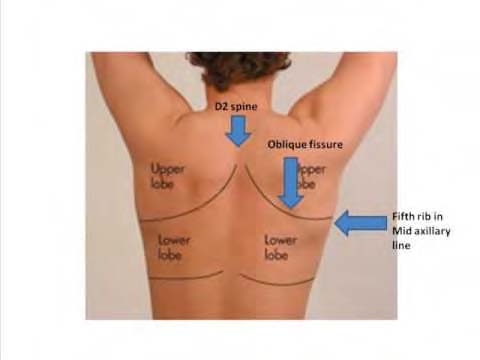 D2 spine
Oblique fissure
Upper
lobe
Upper
lobe
Fifth rib in
Mid axillary
line
Lower
lobe
Lower
lobe